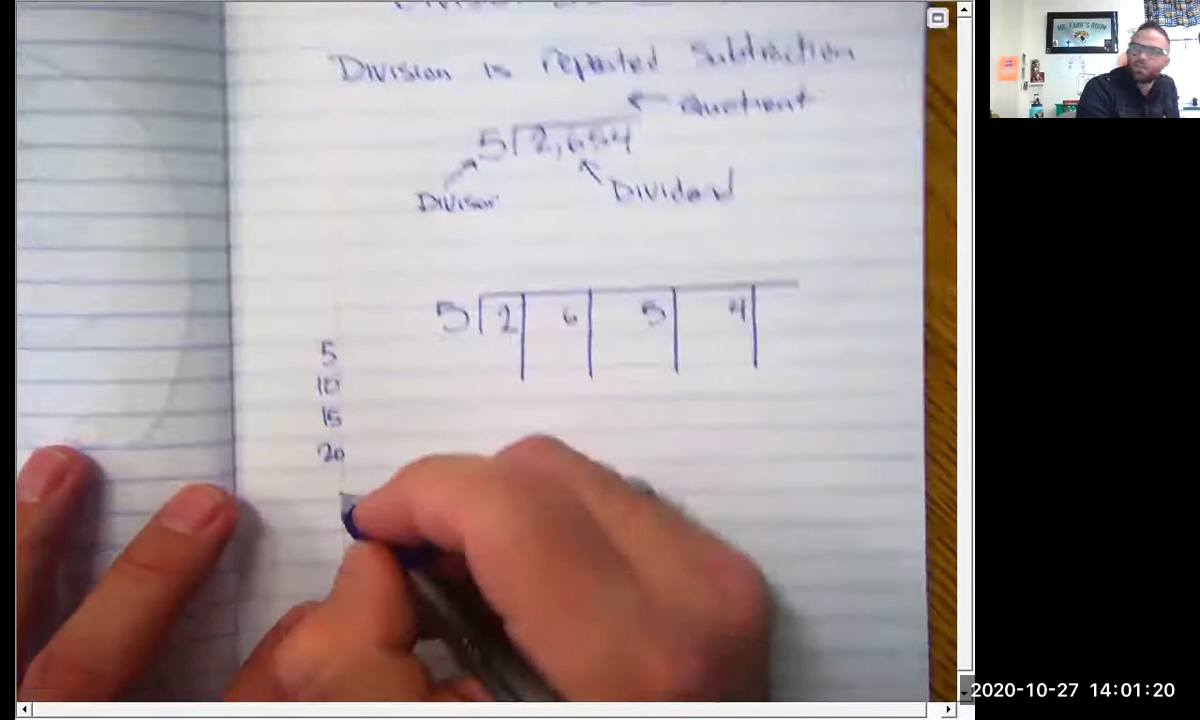 Division is repeated Subtraction
Quotient
5 2,654
Divisor
Dividend
5 2 6 5 4
5
10
15
20
MR. FARR'S ROOM
2020-10-27 14:01:20